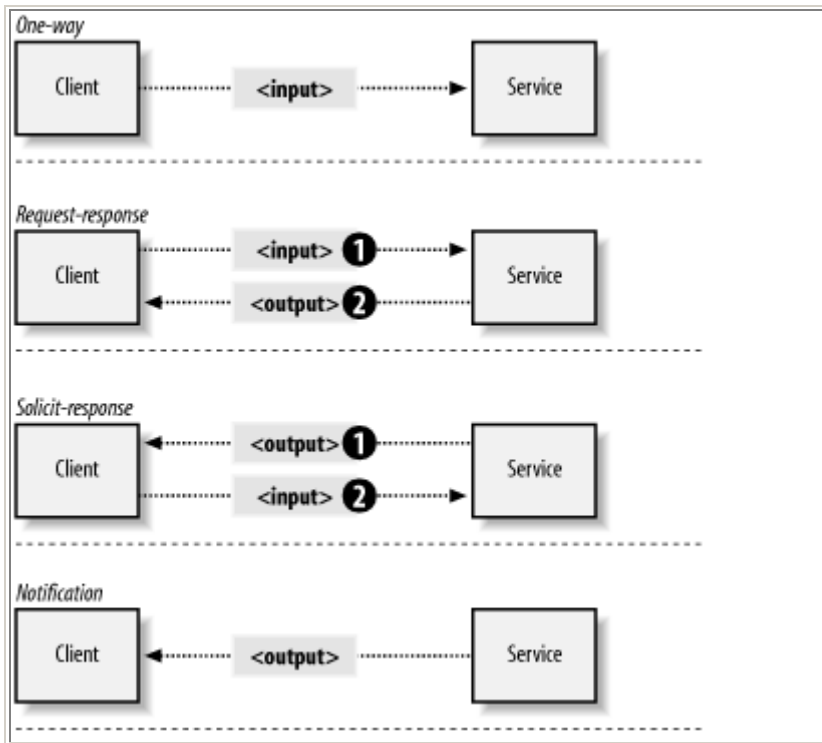 One-way
Client <input> Service
Request-response
<input> 1
Client Service
<output> 2
Solicit-response
<output> 1
Client Service
<input> 2
Notification
Client <output> Service